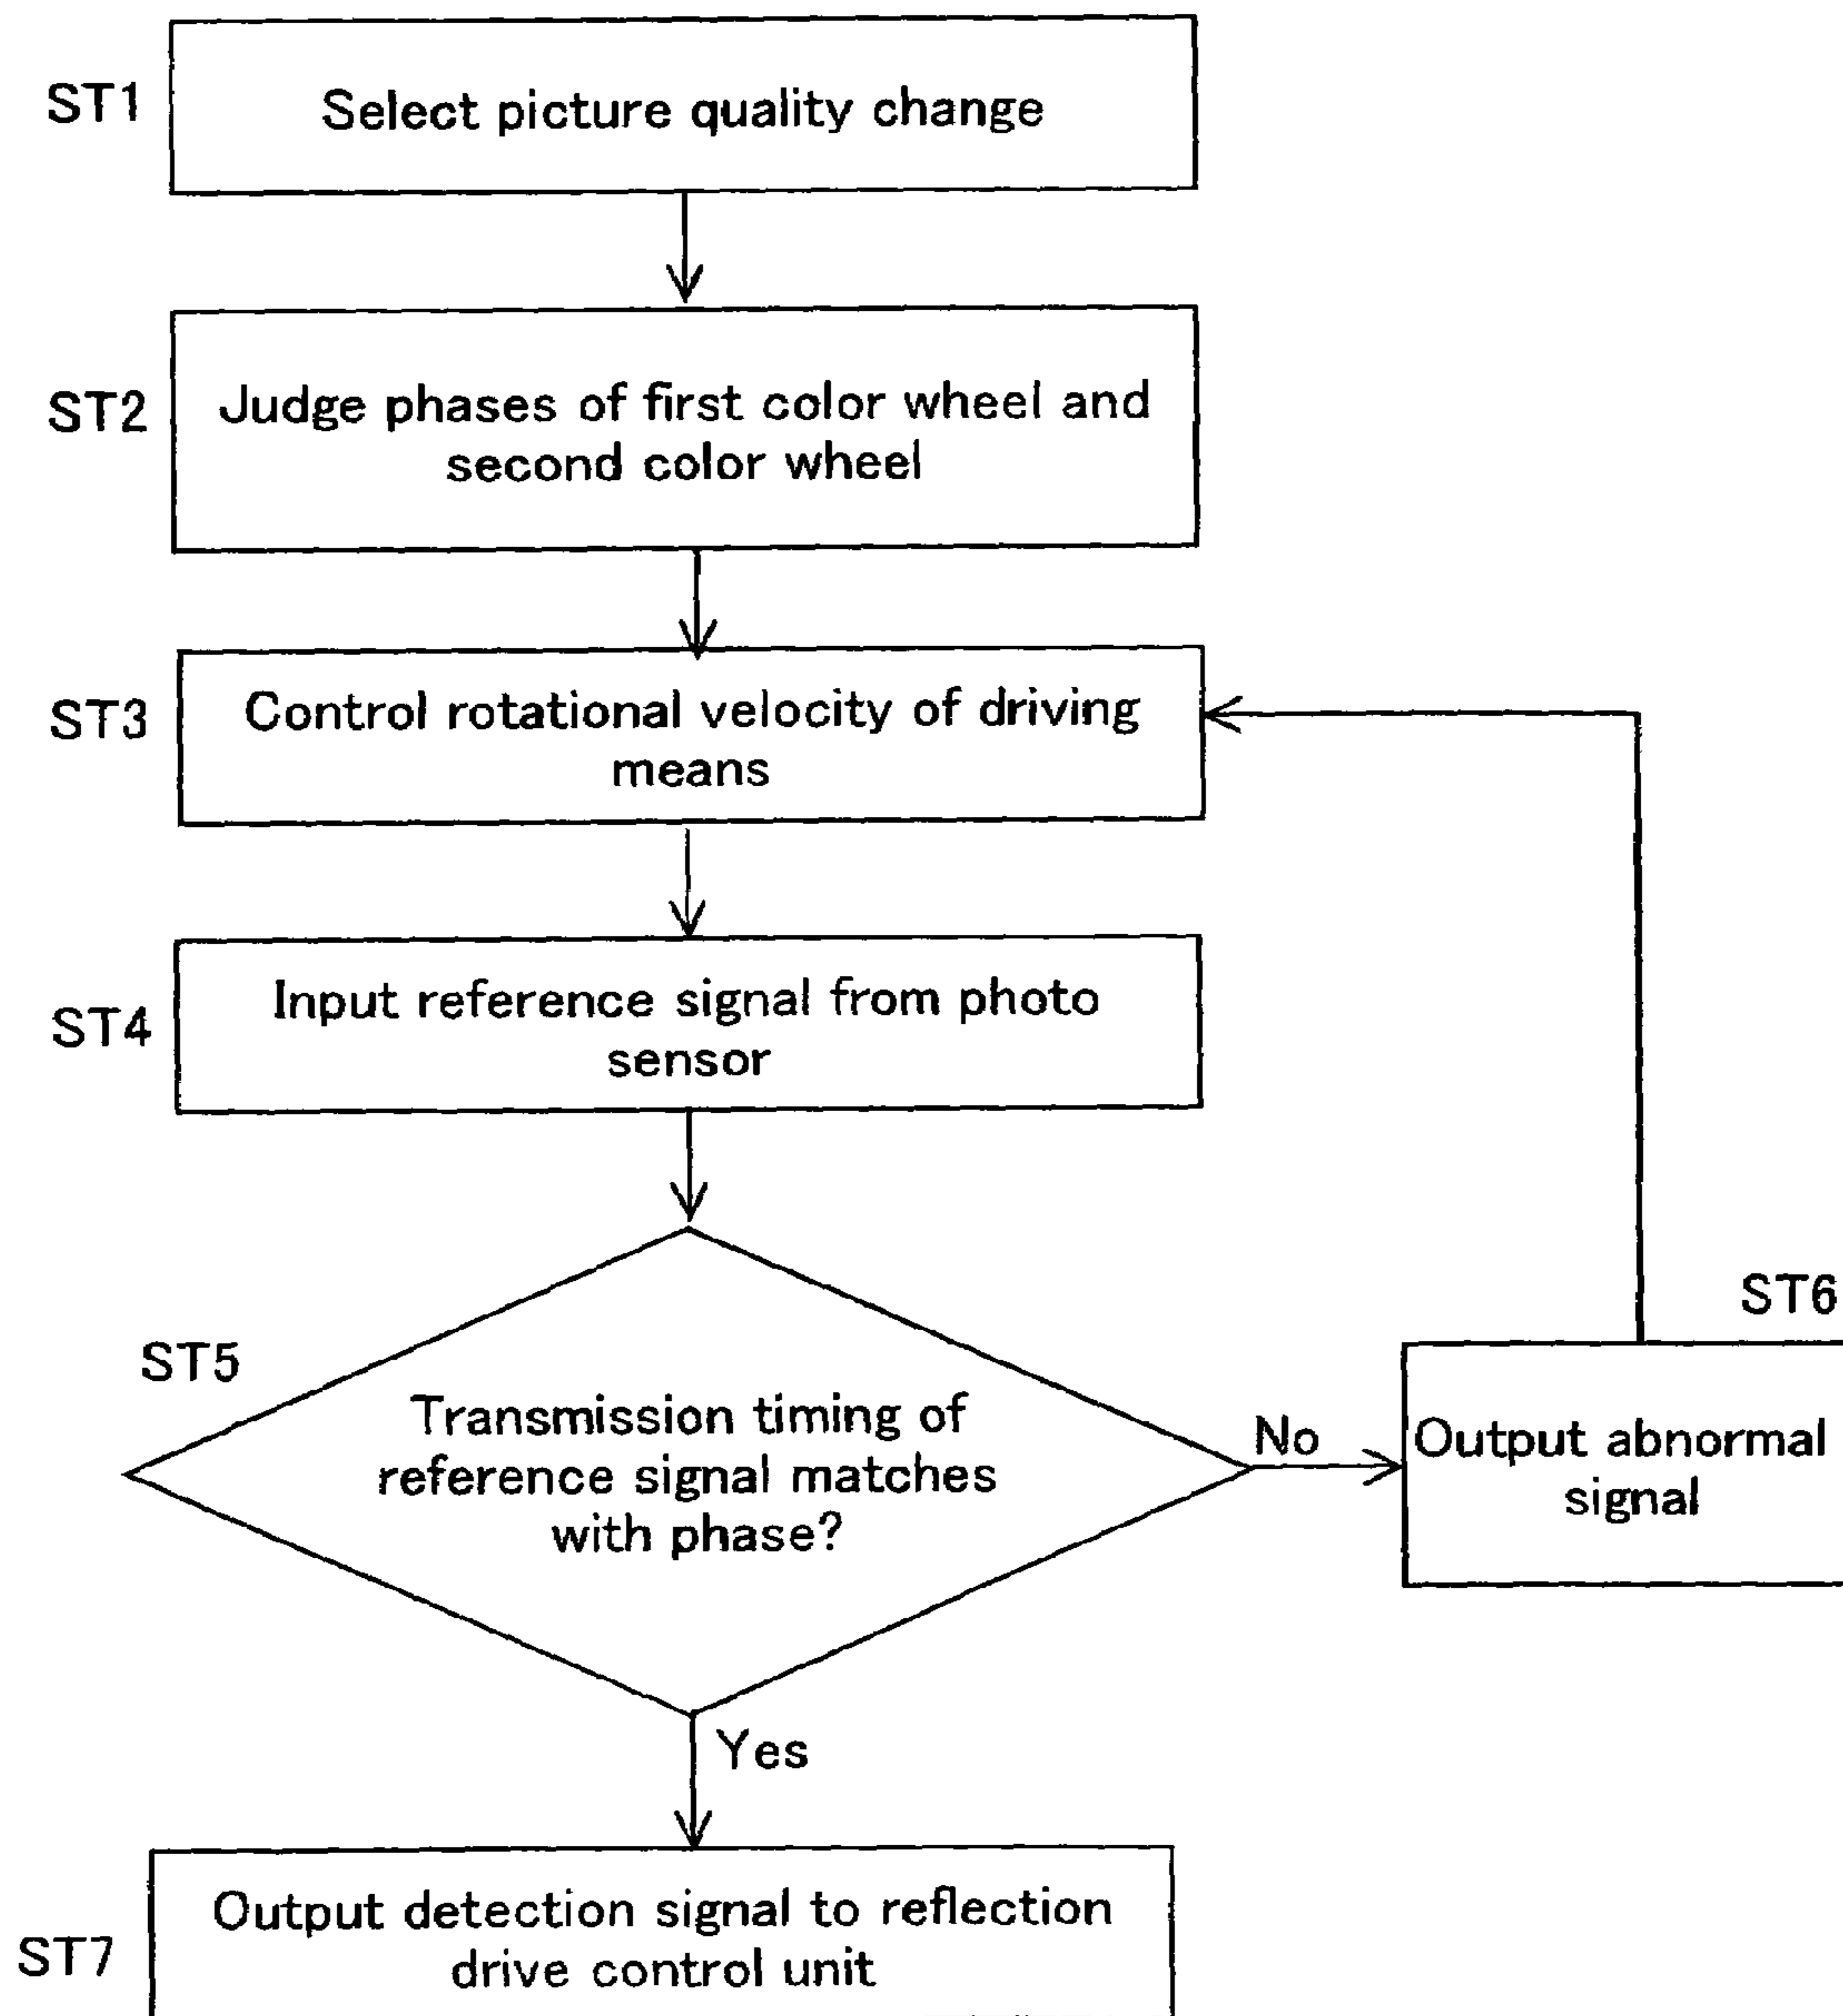 ST1
Select picture quality change
ST2
Judge phases of first color wheel and
second color wheel
ST3
Control rotational velocity of driving
means
ST4
Input reference signal from photo
sensor
ST5
Transmission timing of
reference signal matches
with phase?
No
ST6
Output abnormal
signal
Yes
ST7
Output detection signal to reflection
drive control unit